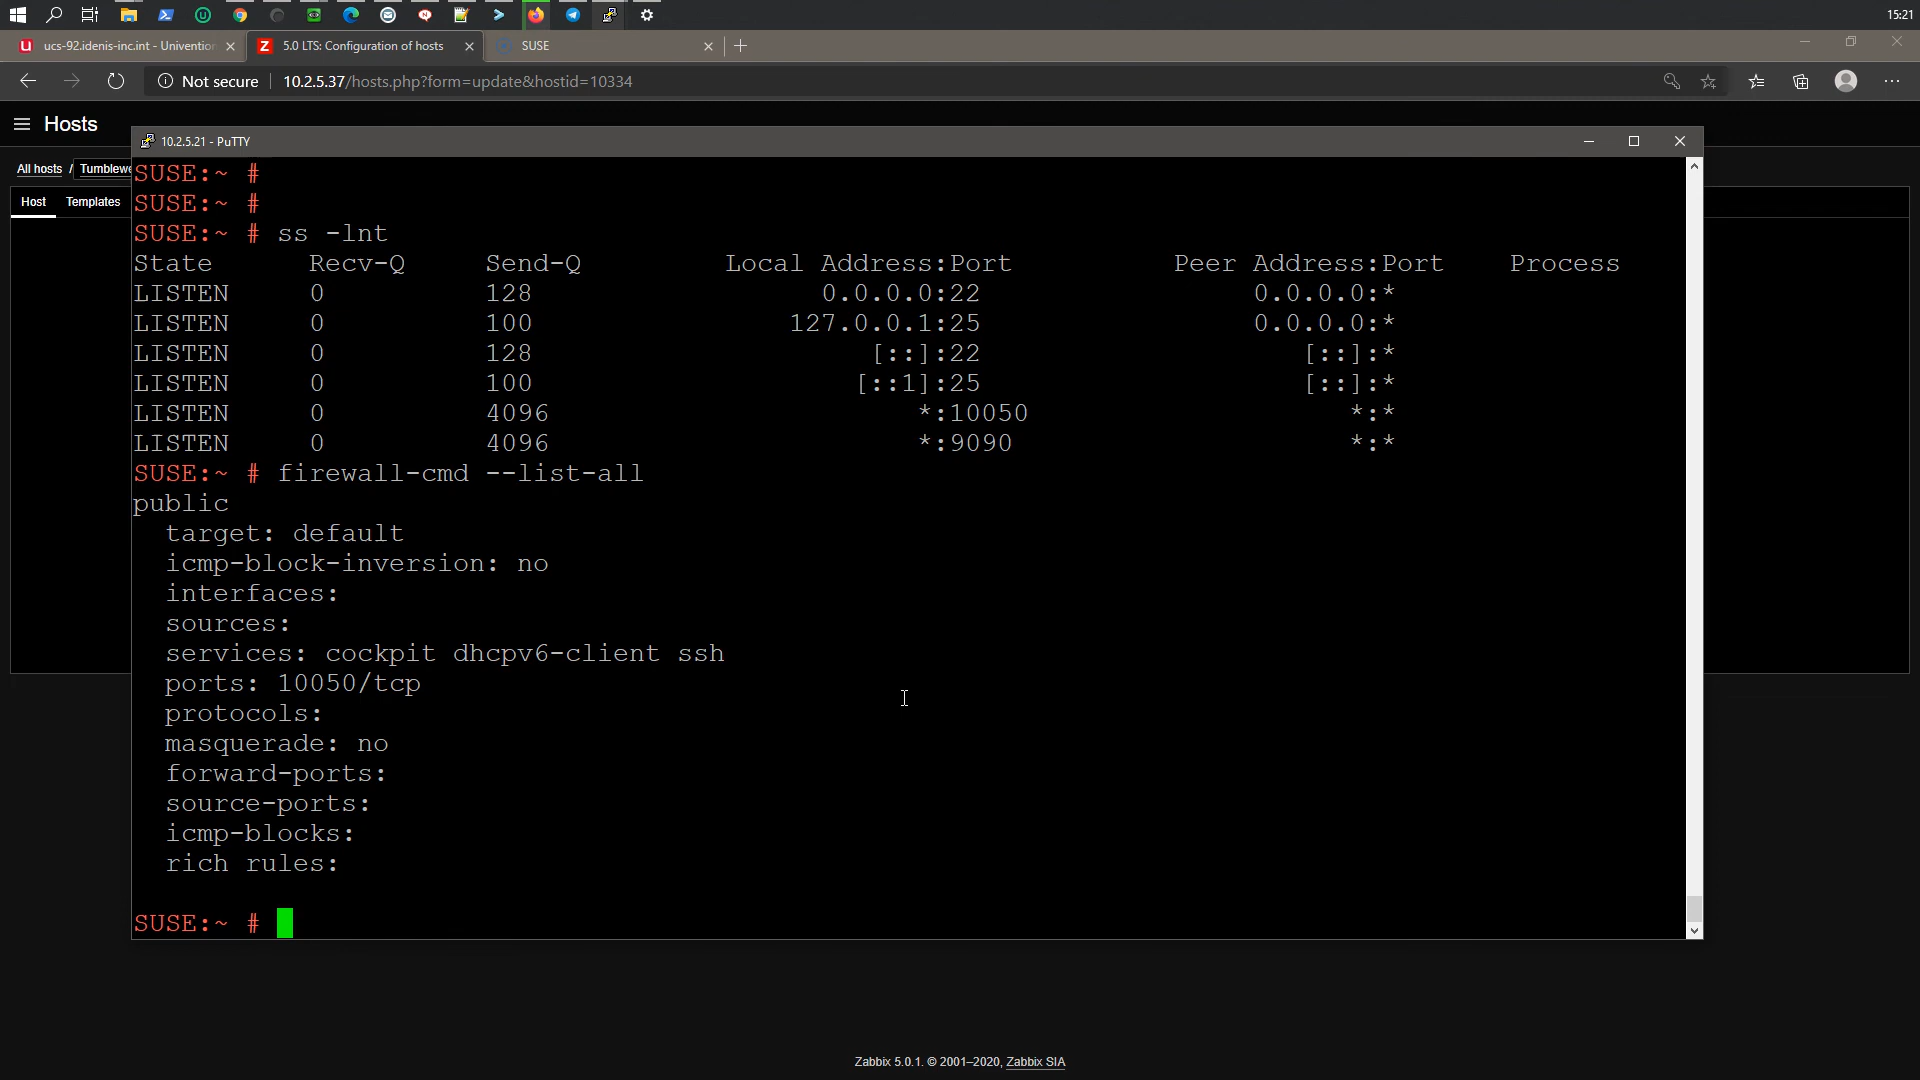 15:21
ucs-92.idenis-inc.int - Univention
5.0 LTS: Configuration of hosts
SUSE
Not secure
10.2.5.37/hosts.php?form=update&hostid=10334
Hosts
10.2.5.21 - PuTTY
All hosts / Tumblewe
Host Templates
SUSE:~ #
SUSE:~ #
SUSE:~ # ss -lnt
State Recv-Q Send-Q Local Address:Port Peer Address:Port Process
LISTEN 0 128 0.0.0.0:22 0.0.0.0:*
LISTEN 0 100 127.0.0.1:25 0.0.0.0:*
LISTEN 0 128 [::]:22 [::]:*
LISTEN 0 100 [::1]:25 [::]:*
LISTEN 0 4096 *:10050 *:*
LISTEN 0 4096 *:9090 *:*
SUSE:~ # firewall-cmd --list-all
public
target: default
icmp-block-inversion: no
interfaces:
sources:
services: cockpit dhcpv6-client ssh
ports: 10050/tcp
protocols:
masquerade: no
forward-ports:
source-ports:
icmp-blocks:
rich rules:
SUSE:~ #
Zabbix 5.0.1. © 2001–2020, Zabbix SIA